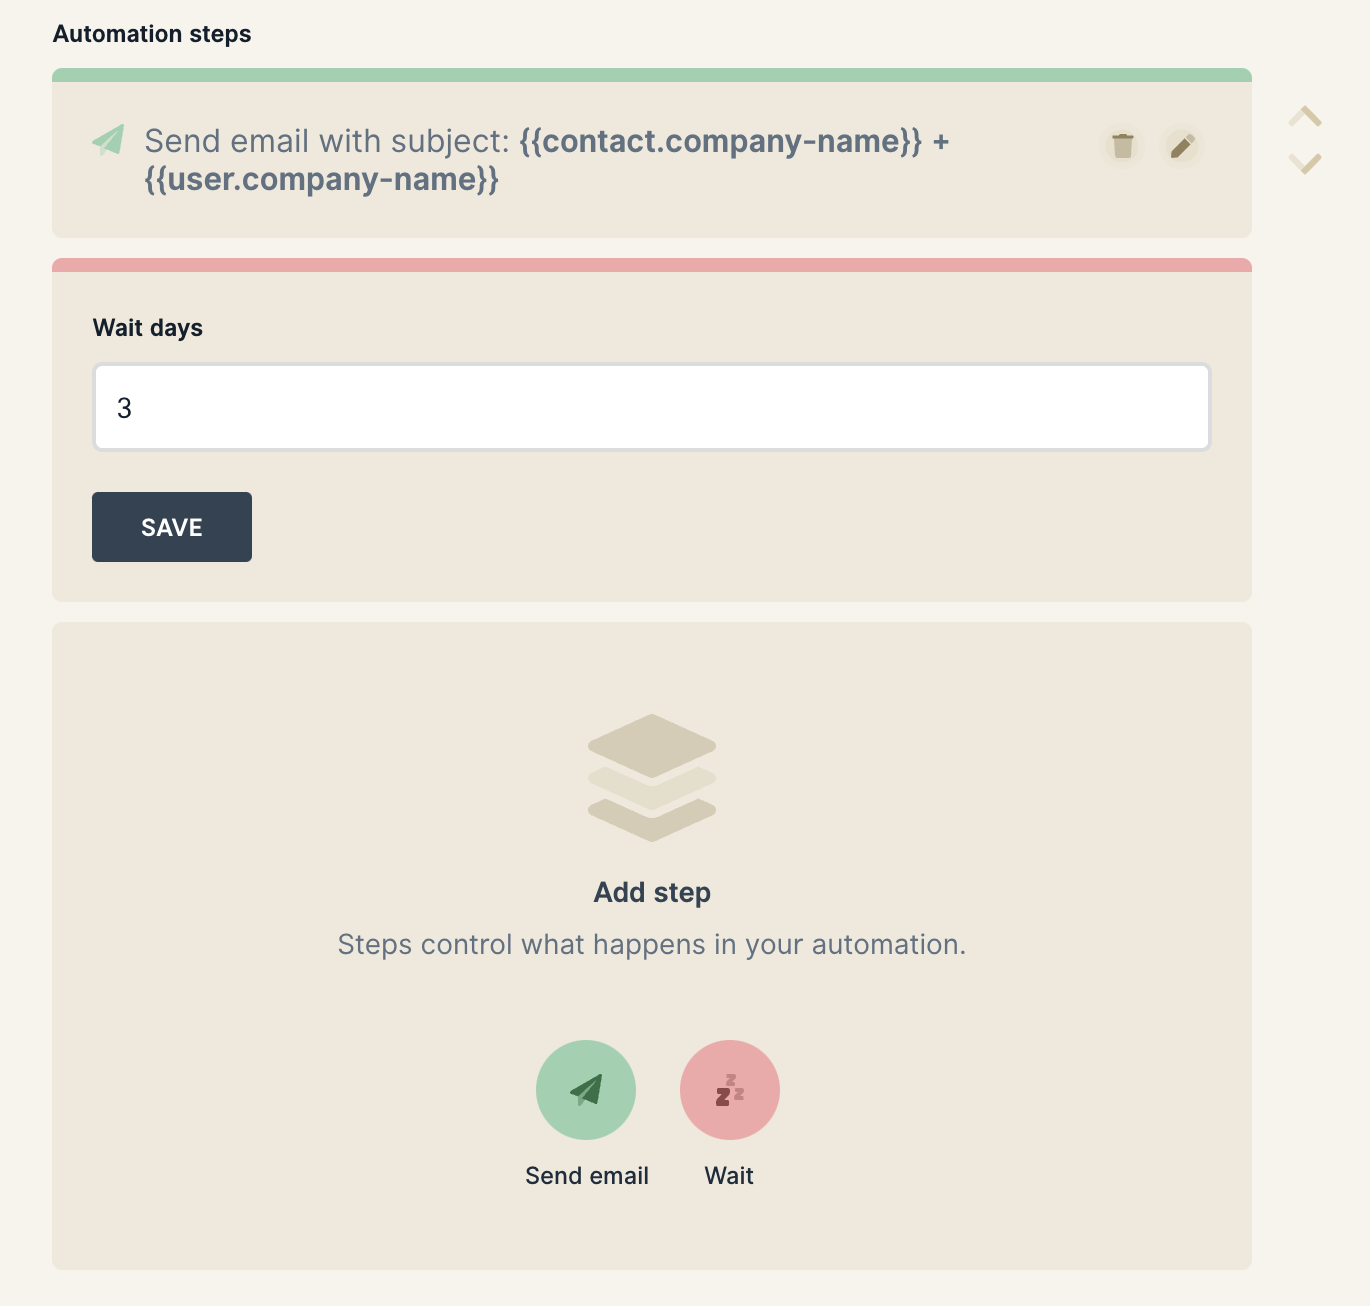 Automation steps
Send email with subject: {{contact.company-name}} +
{{user.company-name}}
Wait days
3
SAVE
Add step
Steps control what happens in your automation.
Send email
Wait